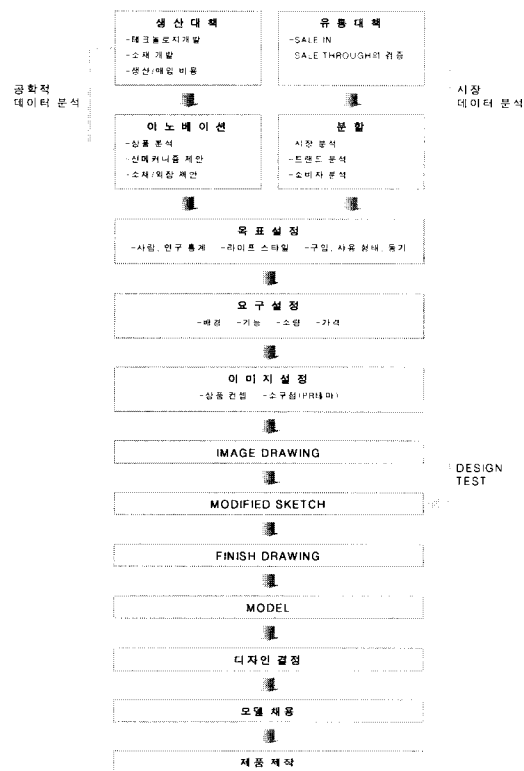 생산대책
-테크놀로지개발
-소재 개발
-생산/매입 비용
유통대책
-SALE IN
SALE THROUGH의 검증
공학적
데이터 분석
시장
데이터 분석
이노베이션
-상품 분석
-신메커니즘 제안
-소재/외장 제안
분할
시장 분석
-트랜드 분석
-소비자 분석
목표설정
-사람, 인구 통계 -라이프 스타일 -구입, 사유 형태, 동기
요구설정
-배경 -기능 -소량 -가격
이미지설정
-상품 컨셉 -소구점(PR테마)
IMAGE DRAWING
DESIGN
TEST
MODIFIED SKETCH
FINISH DRAWING
MODEL
디자인 결정
모델 채용
제품 제작